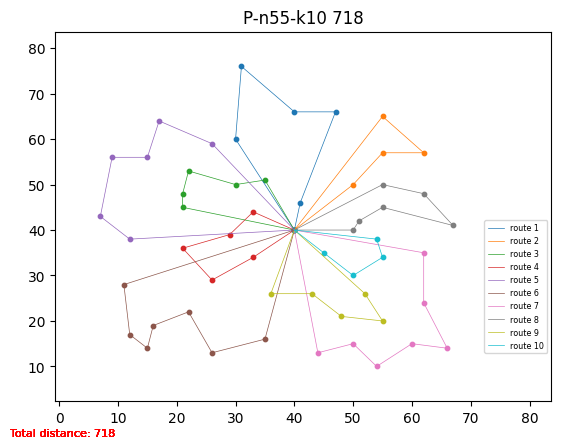 P-n55-k10 718
80
70
60
50
40
30
20
10
0 10 20 30 40 50 60 70 80
route 1
route 2
route 3
route 4
route 5
route 6
route 7
route 8
route 9
route 10
Total distance: 718